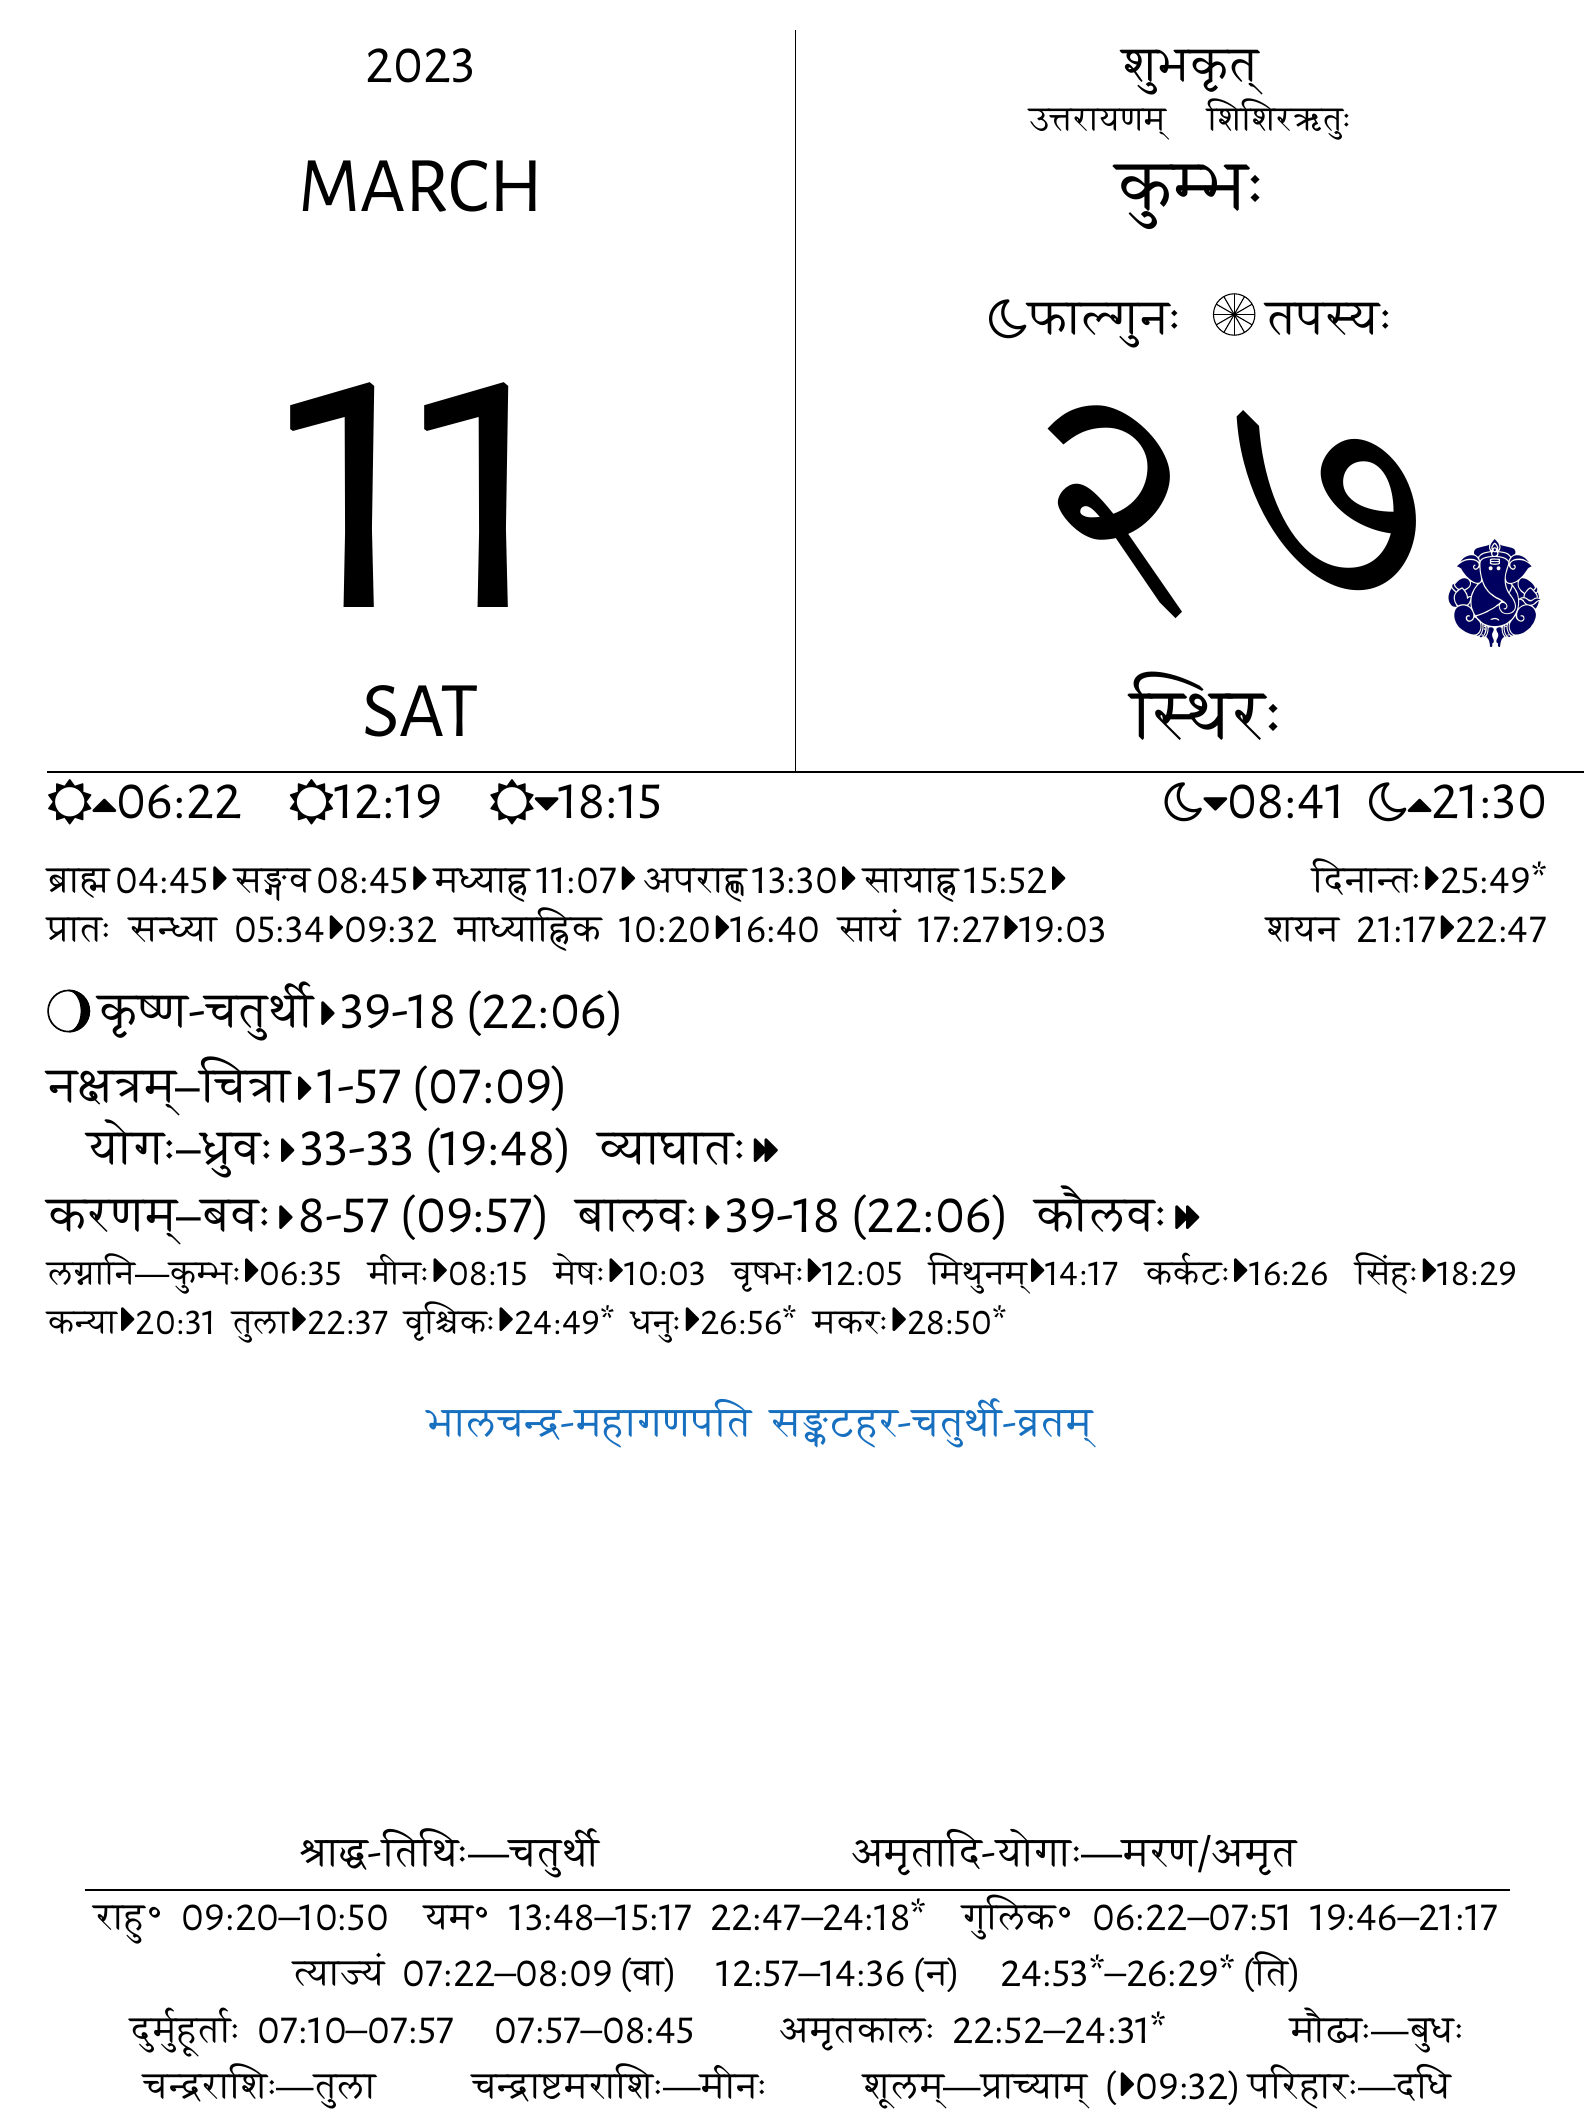 2023
MARCH
11
SAT
शुभकृत्
उत्तरायणम् शिशिरऋतुः
कुम्भः
फाल्गुनः तपस्यः
२७
स्थिरः
06:22 12:19 18:15 08:41 21:30
ब्राह्म 04:45 सङ्गव 08:45 मध्याह्न 11:07 अपराह्ण 13:30 सायाह्न 15:52 दिनान्तः 25:49*
प्रातः सन्ध्या 05:34 09:32 माध्याह्निक 10:20 16:40 सायं 17:27 19:03 शयन 21:17 22:47
कृष्ण-चतुर्थी 39-18 (22:06)
नक्षत्रम्–चित्रा 1-57 (07:09)
योगः–ध्रुवः 33-33 (19:48) व्याघातः
करणम्–बवः 8-57 (09:57) बालवः 39-18 (22:06) कौलवः
लग्नानि—कुम्भः 06:35 मीनः 08:15 मेषः 10:03 वृषभः 12:05 मिथुनम् 14:17 कर्कटः 16:26 सिंहः 18:29
कन्या 20:31 तुला 22:37 वृश्चिकः 24:49* धनुः 26:56* मकरः 28:50*
भालचन्द्र-महागणपति सङ्कटहर-चतुर्थी-व्रतम्
श्राद्ध-तिथिः—चतुर्थी अमृतादि-योगाः—मरण/अमृत
राहु॰ 09:20–10:50 यम॰ 13:48–15:17 22:47–24:18* गुलिक॰ 06:22–07:51 19:46–21:17
त्याज्यं 07:22–08:09 (वा) 12:57–14:36 (न) 24:53*–26:29* (ति)
दुर्मुहूर्ताः 07:10–07:57 07:57–08:45 अमृतकालः 22:52–24:31* मौढ्यः—बुधः
चन्द्रराशिः—तुला चन्द्राष्टमराशिः—मीनः शूलम्—प्राच्याम् (09:32) परिहारः—दधि